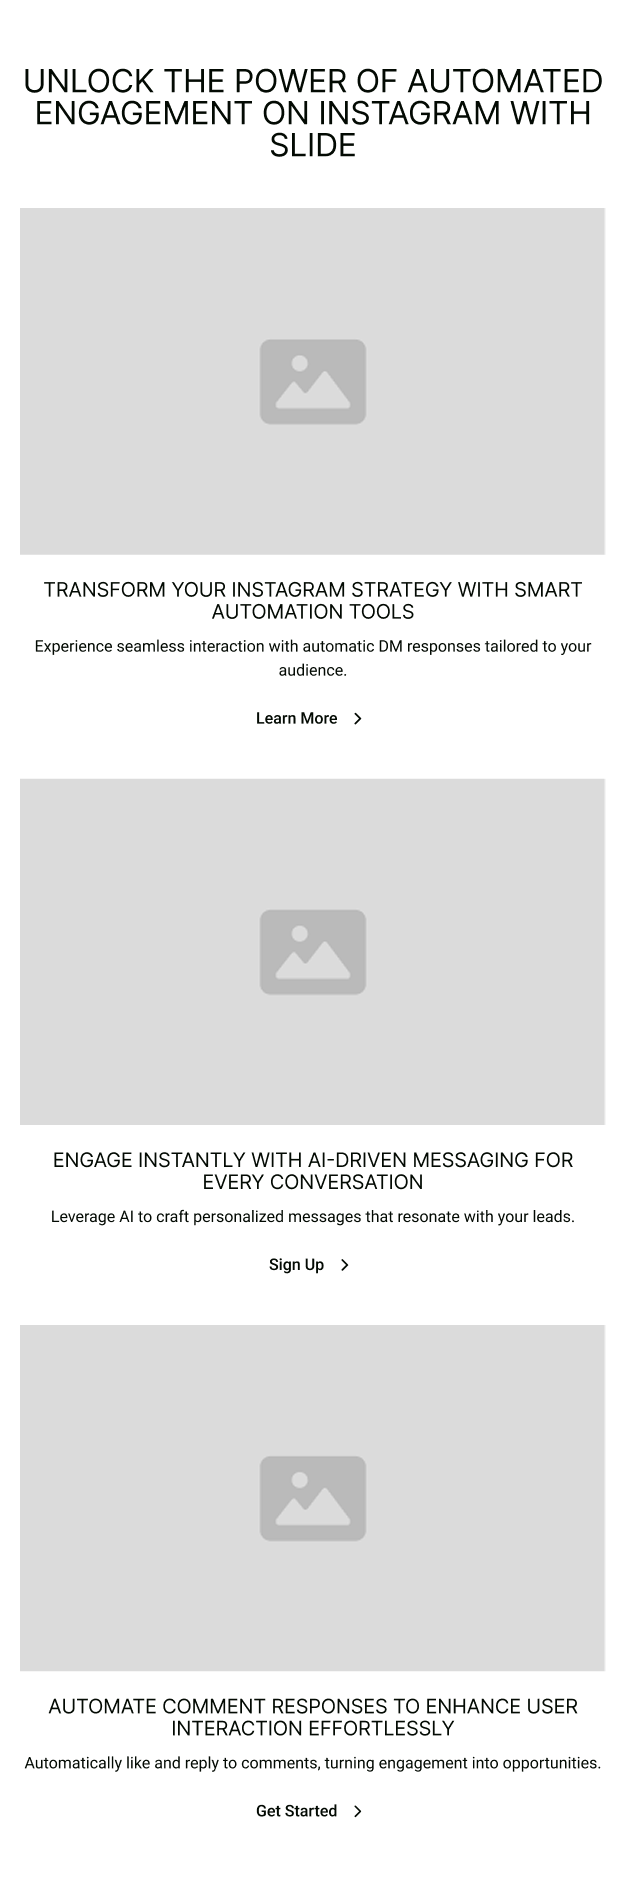 UNLOCK THE POWER OF AUTOMATED
ENGAGEMENT ON INSTAGRAM WITH
SLIDE
TRANSFORM YOUR INSTAGRAM STRATEGY WITH SMART
AUTOMATION TOOLS
Experience seamless interaction with automatic DM responses tailored to your
audience.
Learn More
ENGAGE INSTANTLY WITH AI-DRIVEN MESSAGING FOR
EVERY CONVERSATION
Leverage AI to craft personalized messages that resonate with your leads.
Sign Up
AUTOMATE COMMENT RESPONSES TO ENHANCE USER
INTERACTION EFFORTLESSLY
Automatically like and reply to comments, turning engagement into opportunities.
Get Started